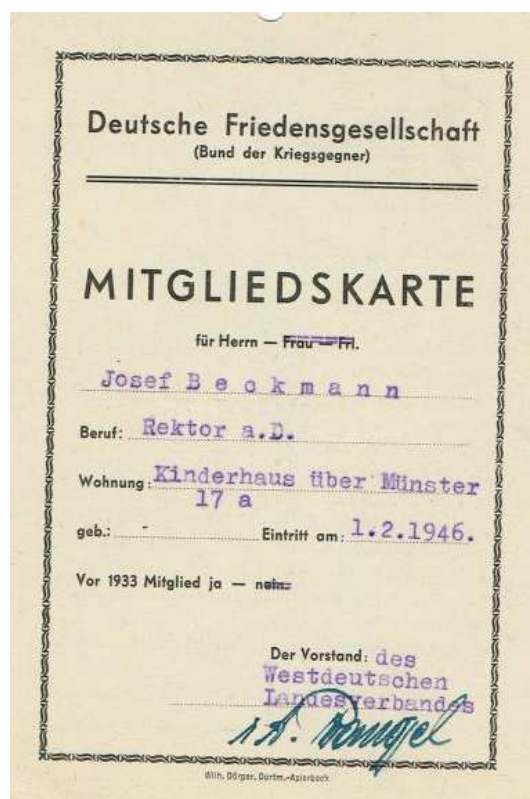 Deutsche Friedensgesellschaft
(Bund der Kriegsgegner)
MITGLIEDSKARTE
für Herrn — Frau — Frl.
Josef Beckmann
Beruf: Rektor a.D.
Wohnung: Kinderhaus über Münster
17 a
geb.: - Eintritt am: 1.2.1946.
Vor 1933 Mitglied ja — nein.
Der Vorstand: des
Westdeutschen
Landesverbandes
i.A.
Wilh. Dörper, Dortm.-Aplerbeck